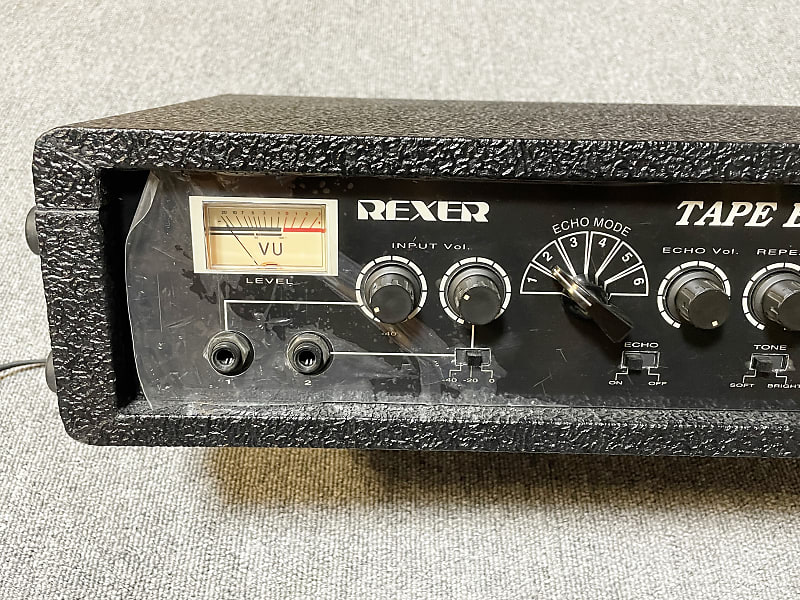 REXER
TAPE
INPUT Vol.
ECHO MODE
1 2 3 4 5 6
ECHO Vol.
VU
LEVEL
-40
1
2
-40 -20 0
ECHO
ON OFF
TONE
SOFT BRIGHT